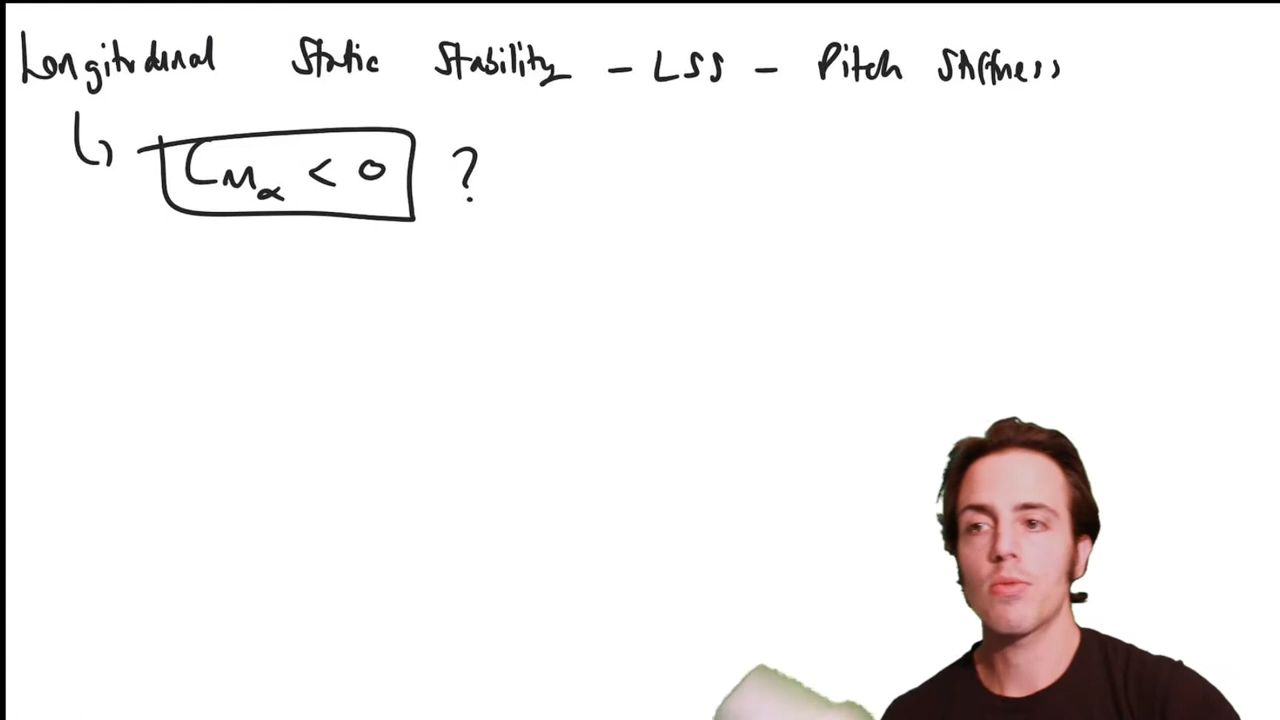 Longitudinal Static Stability - LSS - Pitch Stiffness
↳ CMα < 0 ?